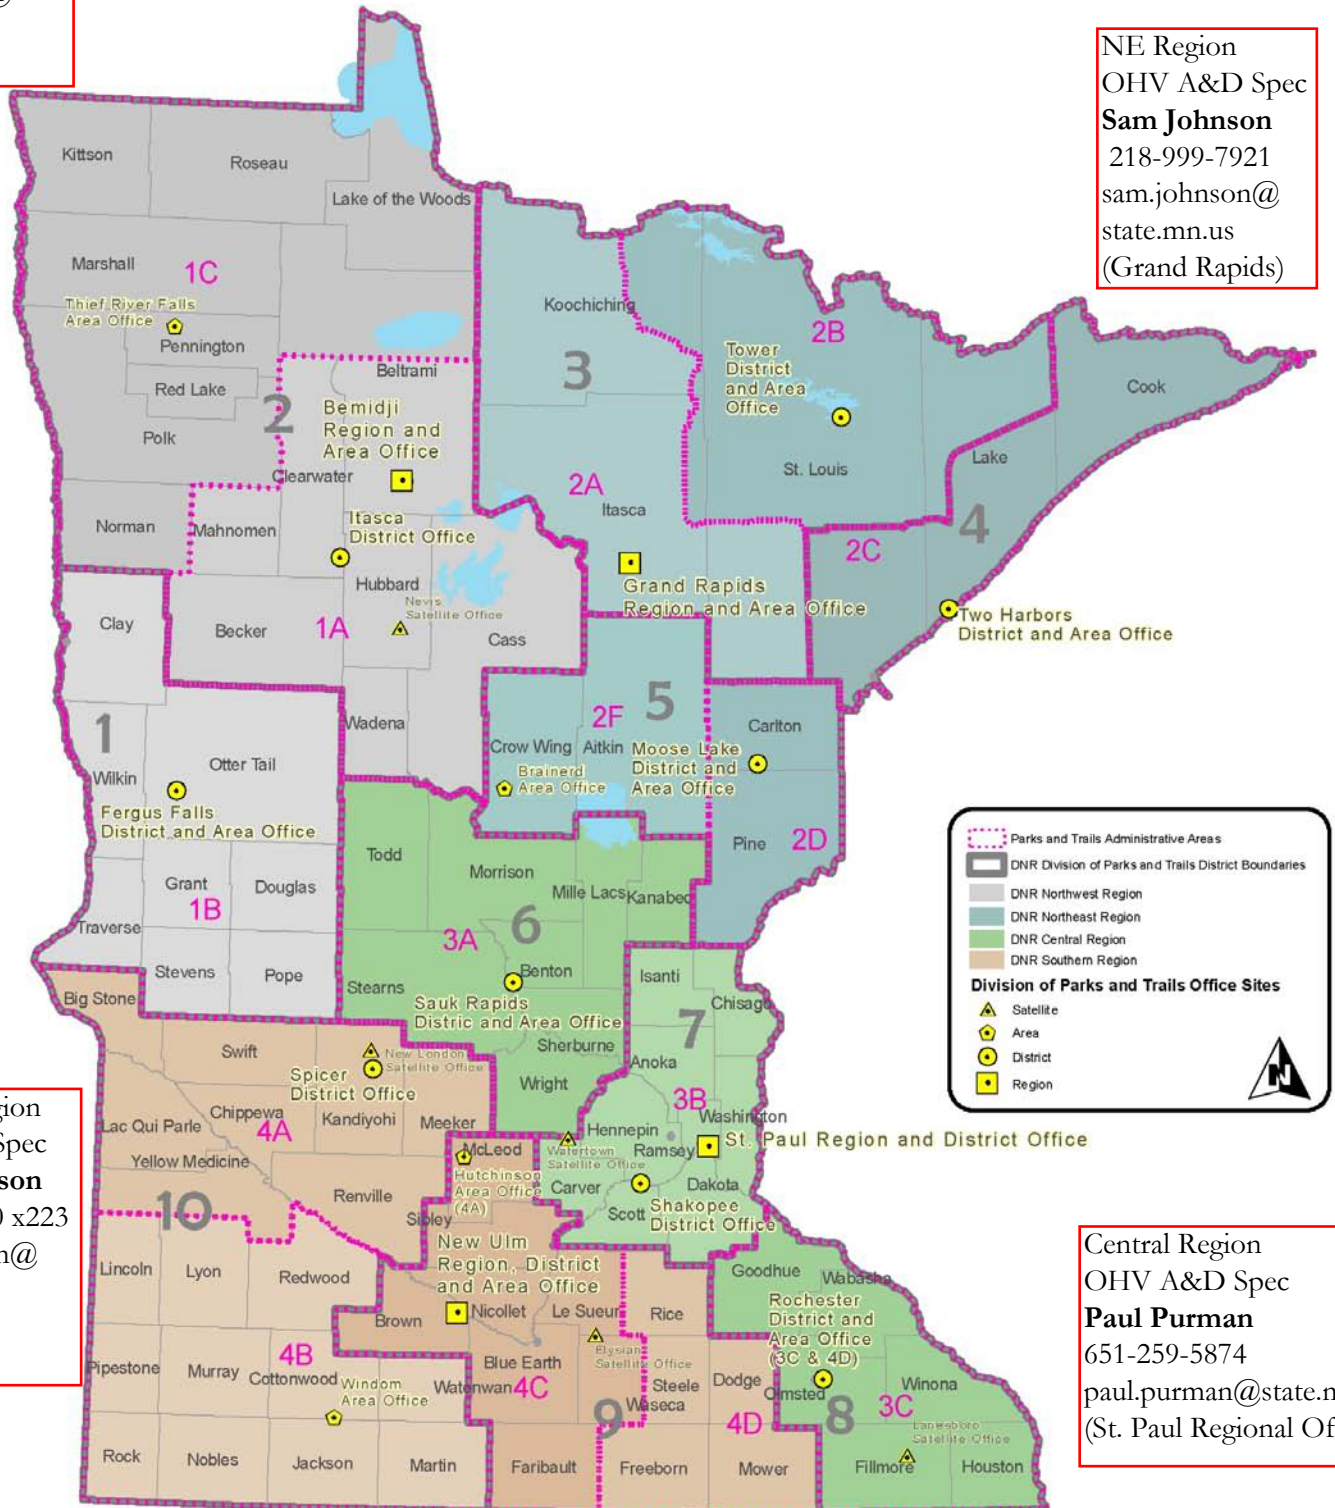 @
NE Region
OHV A&D Spec
Sam Johnson
218-999-7921
sam.johnson@
state.mn.us
(Grand Rapids)
Kittson
Roseau
Lake of the Woods
Marshall
1C
Thief River Falls
Area Office
Pennington
Red Lake
Polk
Norman
2
Beltrami
Bemidji
Region and
Area Office
Clearwater
Mahnomen
Itasca
District Office
Hubbard
Nevis
Satellite Office
Becker
1A
Cass
Wadena
Koochiching
3
2A
Itasca
Grand Rapids
Region and Area Office
2B
Tower
District
and Area
Office
St. Louis
Lake
Cook
4
2C
Two Harbors
District and Area Office
Clay
1
Wilkin
Otter Tail
Fergus Falls
District and Area Office
Grant
Douglas
1B
Traverse
Stevens
Pope
2F
5
Crow Wing
Aitkin
Brainerd
Area Office
Moose Lake
District and
Area Office
Carlton
Pine
2D
Todd
Morrison
Mille Lacs
Kanabec
3A
6
Benton
Stearns
Sauk Rapids
Distric and Area Office
Sherburne
Wright
Isanti
Chisago
7
Anoka
3B
Washington
Hennepin
Ramsey
St. Paul Region and District Office
Watertown
Satellite Office
Carver
Dakota
Scott
Shakopee
District Office
Parks and Trails Administrative Areas
DNR Division of Parks and Trails District Boundaries
DNR Northwest Region
DNR Northeast Region
DNR Central Region
DNR Southern Region
Division of Parks and Trails Office Sites
Satellite
Area
District
Region
N
Big Stone
Swift
New London
Satellite Office
Spicer
District Office
Chippewa
Kandiyohi
Meeker
Lac Qui Parle
4A
Yellow Medicine
McLeod
Hutchinson
Area Office
(4A)
Renville
10
Sibley
New Ulm
Region, District
and Area Office
Lincoln
Lyon
Redwood
Nicollet
Le Sueur
Rice
Brown
Elysian
Satellite Office
Pipestone
Murray
4B
Cottonwood
Windom
Area Office
Blue Earth
Watonwan
4C
Waseca
Steele
Dodge
9
4D
Rock
Nobles
Jackson
Martin
Faribault
Freeborn
Mower
Goodhue
Wabasha
Rochester
District and
Area Office
(3C & 4D)
Olmsted
Winona
8
3C
Lanesboro
Satellite Office
Fillmore
Houston
gion
Spec
son
0 x223
n@
Central Region
OHV A&D Spec
Paul Purman
651-259-5874
paul.purman@state.m
(St. Paul Regional Of